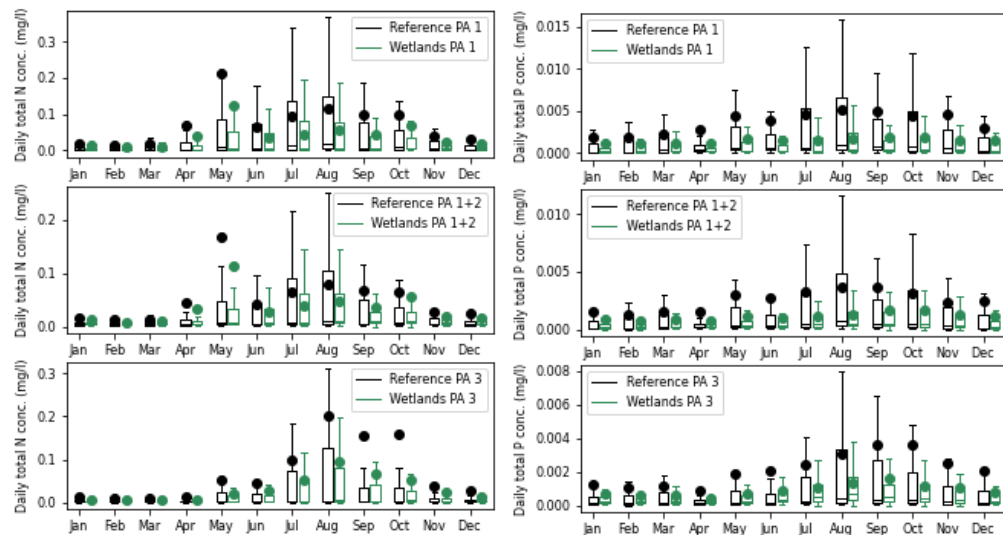 Daily total N conc. (mg/l)
0.3
0.2
0.1
0.0
Reference PA 1
Wetlands PA 1
Jan Feb Mar Apr May Jun Jul Aug Sep Oct Nov Dec
Daily total P conc. (mg/l)
0.015
0.010
0.005
0.000
Reference PA 1
Wetlands PA 1
Jan Feb Mar Apr May Jun Jul Aug Sep Oct Nov Dec
Daily total N conc. (mg/l)
0.2
0.1
0.0
Reference PA 1+2
Wetlands PA 1+2
Jan Feb Mar Apr May Jun Jul Aug Sep Oct Nov Dec
Daily total P conc. (mg/l)
0.010
0.005
0.000
Reference PA 1+2
Wetlands PA 1+2
Jan Feb Mar Apr May Jun Jul Aug Sep Oct Nov Dec
Daily total N conc. (mg/l)
0.3
0.2
0.1
0.0
Reference PA 3
Wetlands PA 3
Jan Feb Mar Apr May Jun Jul Aug Sep Oct Nov Dec
Daily total P conc. (mg/l)
0.008
0.006
0.004
0.002
0.000
Reference PA 3
Wetlands PA 3
Jan Feb Mar Apr May Jun Jul Aug Sep Oct Nov Dec